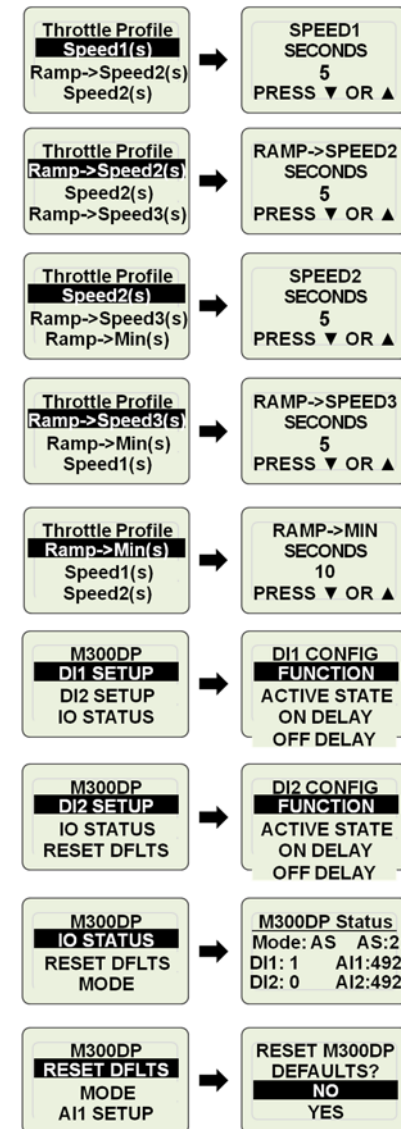 Throttle Profile
Speed1(s)
Ramp->Speed2(s)
Speed2(s)
SPEED1
SECONDS
5
PRESS ▼ OR ▲
Throttle Profile
Ramp->Speed2(s)
Speed2(s)
Ramp->Speed3(s)
RAMP->SPEED2
SECONDS
5
PRESS ▼ OR ▲
Throttle Profile
Speed2(s)
Ramp->Speed3(s)
Ramp->Min(s)
SPEED2
SECONDS
5
PRESS ▼ OR ▲
Throttle Profile
Ramp->Speed3(s)
Ramp->Min(s)
Speed1(s)
RAMP->SPEED3
SECONDS
5
PRESS ▼ OR ▲
Throttle Profile
Ramp->Min(s)
Speed1(s)
Speed2(s)
RAMP->MIN
SECONDS
10
PRESS ▼ OR ▲
M300DP
DI1 SETUP
DI2 SETUP
IO STATUS
DI1 CONFIG
FUNCTION
ACTIVE STATE
ON DELAY
OFF DELAY
M300DP
DI2 SETUP
IO STATUS
RESET DFLTS
DI2 CONFIG
FUNCTION
ACTIVE STATE
ON DELAY
OFF DELAY
M300DP
IO STATUS
RESET DFLTS
MODE
M300DP Status
Mode: AS AS:2
DI1: 1 AI1:492
DI2: 0 AI2:492
M300DP
RESET DFLTS
MODE
AI1 SETUP
RESET M300DP
DEFAULTS?
NO
YES